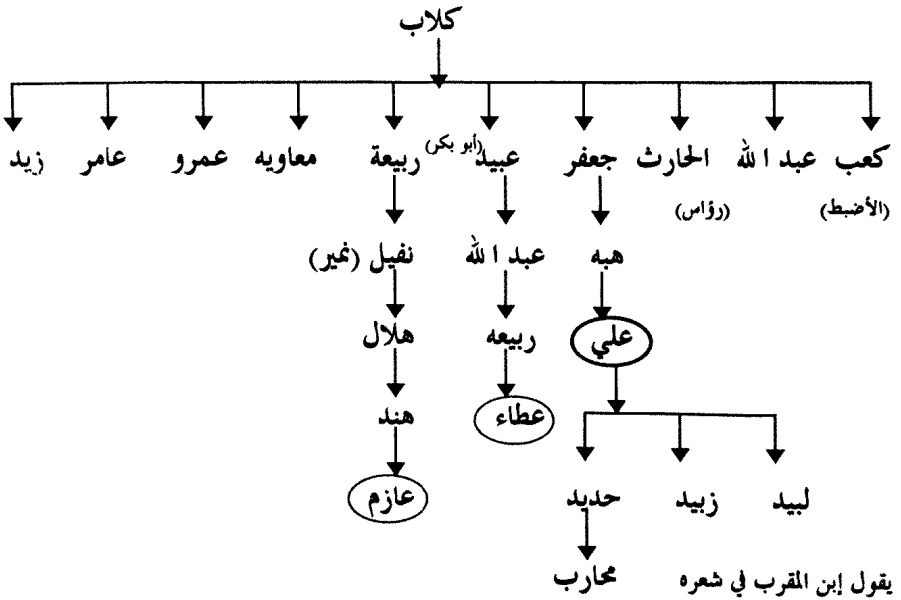 كلاب
كعب عبد الله الحارث جعفر عبيد (أبو بكر) ربيعة معاويه عمرو عامر زيد
(الأضبط) (رؤاس)
هبه عبد الله نفيل (نمير)
علي ربيعه هلال
عطاء هند
لبيد زبيد حديد عازم
يقول إبن المقرب في شعره محارب